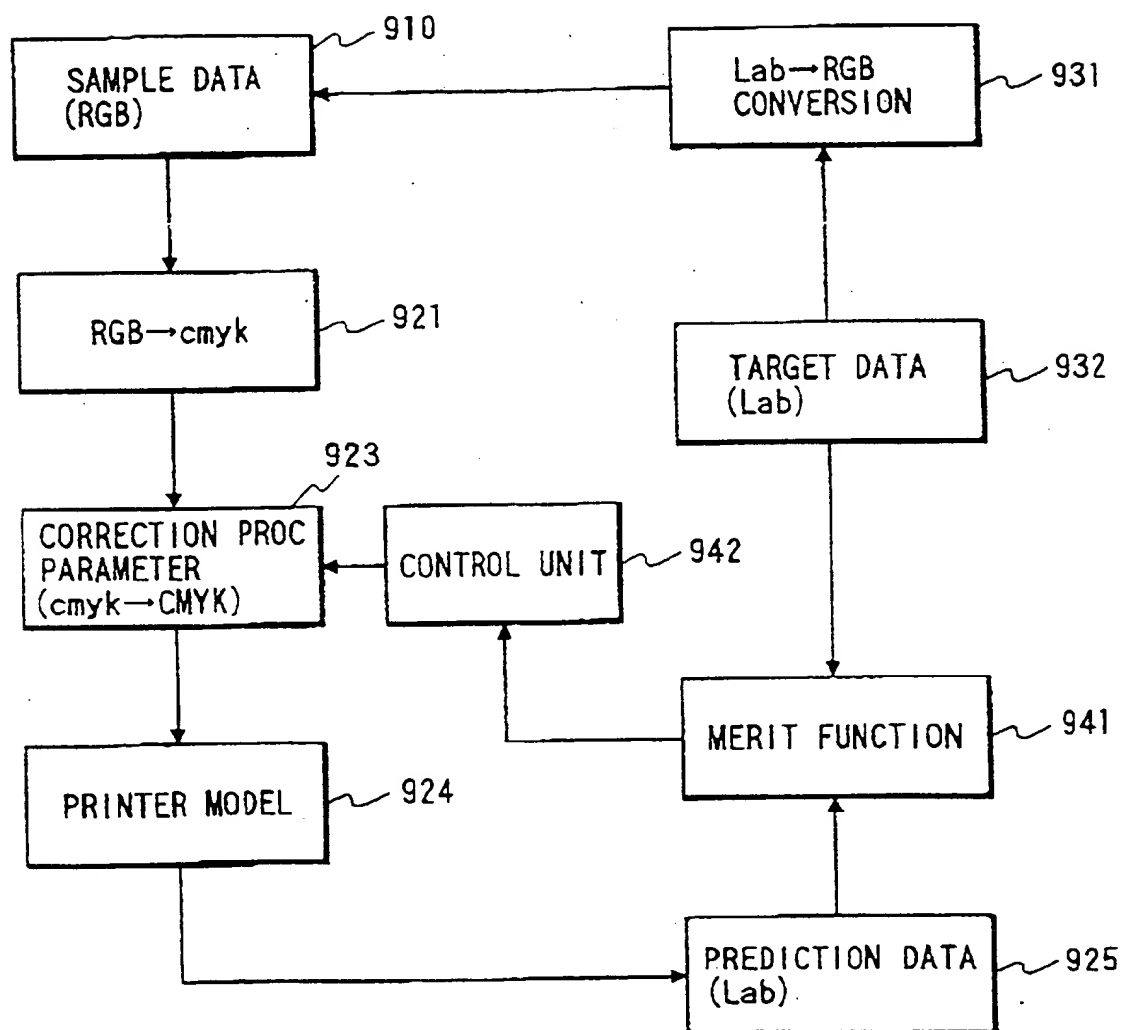 910
SAMPLE DATA
(RGB)
Lab→RGB
CONVERSION
931
RGB→cmyk
921
TARGET DATA
(Lab)
932
923
CORRECTION PROC
PARAMETER
(cmyk→CMYK)
CONTROL UNIT
942
MERIT FUNCTION
941
PRINTER MODEL
924
PREDICTION DATA
(Lab)
925